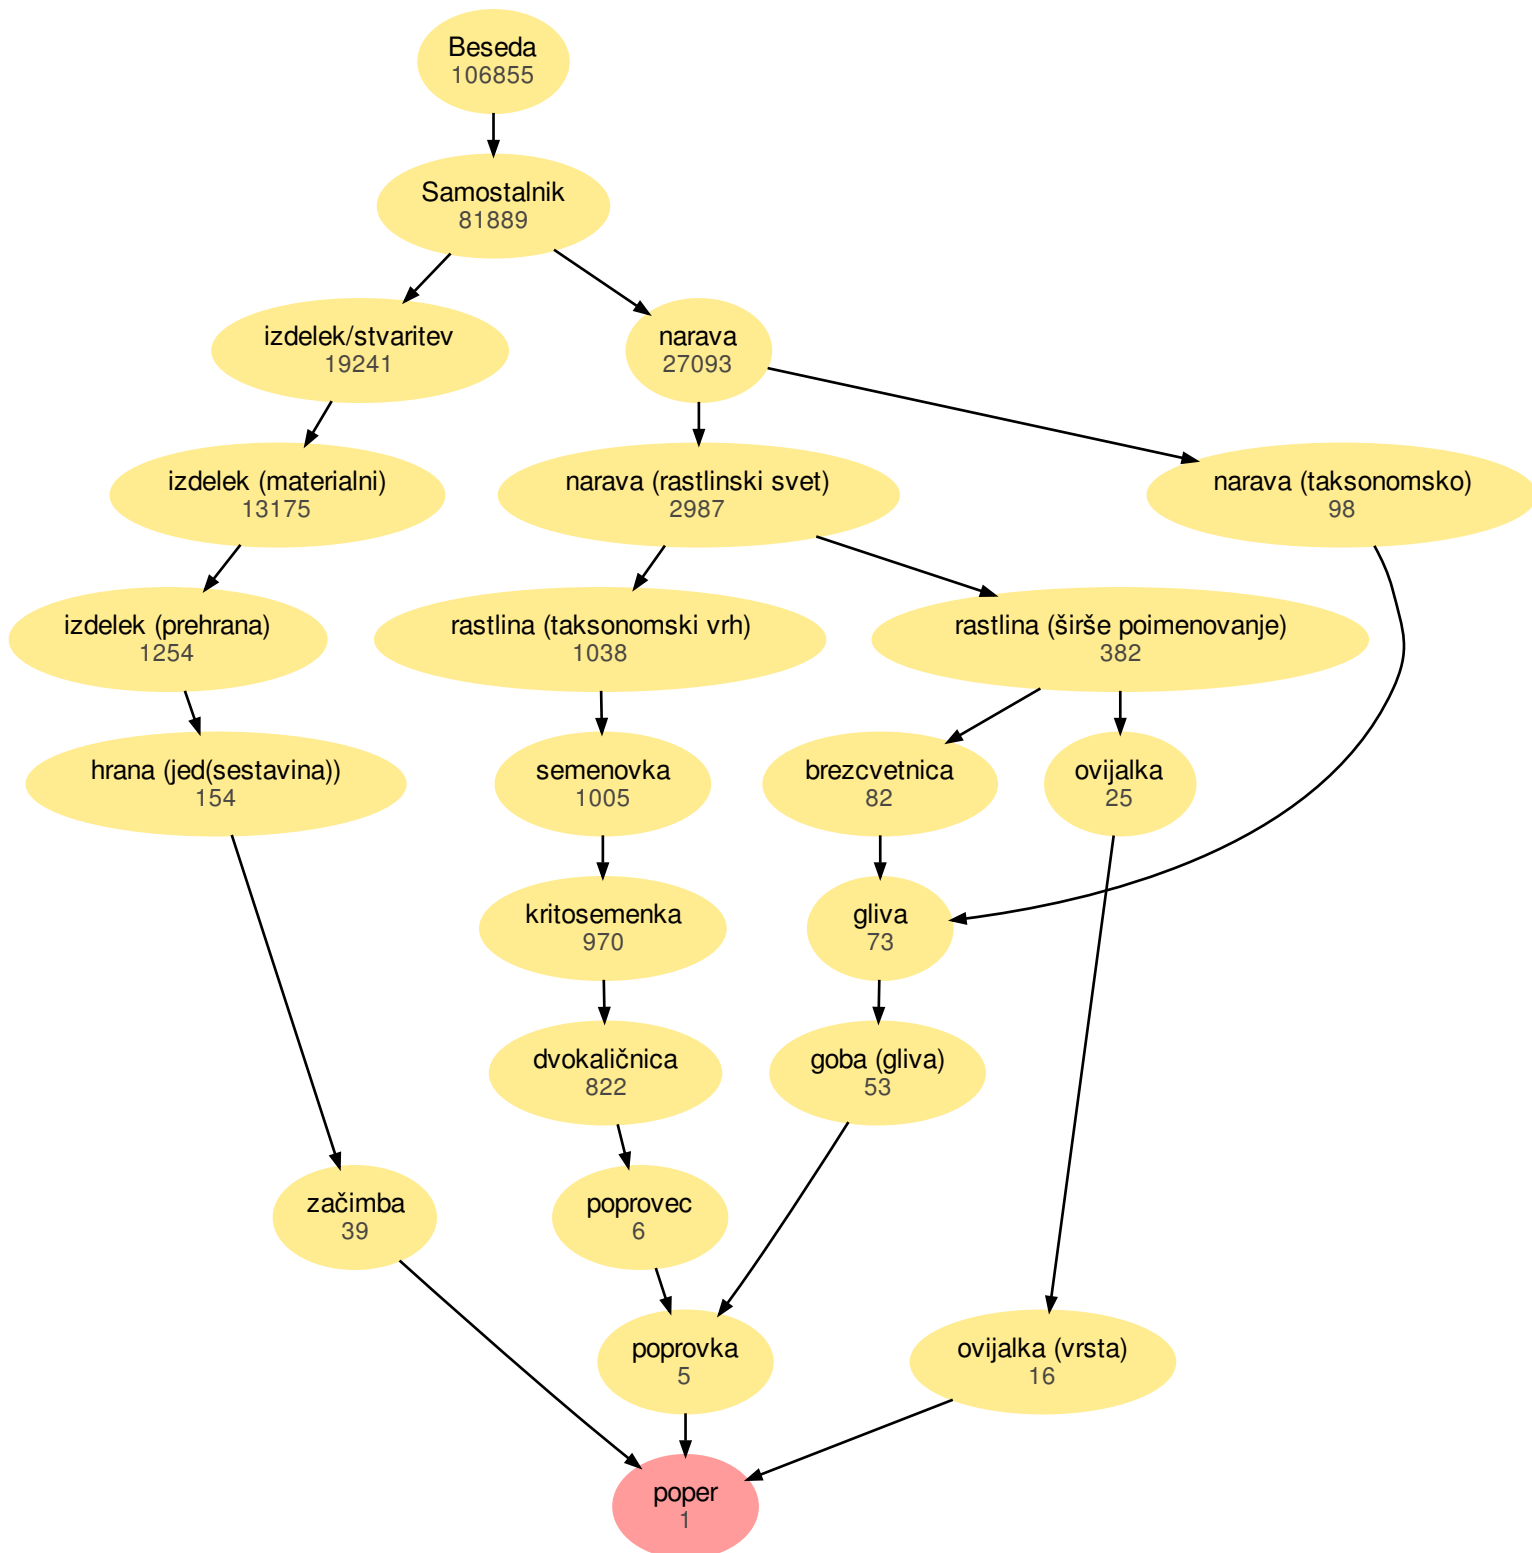 Beseda
106855
Samostalnik
81889
izdelek/stvaritev
19241
narava
27093
izdelek (materialni)
13175
narava (rastlinski svet)
2987
narava (taksonomsko)
98
izdelek (prehrana)
1254
rastlina (taksonomski vrh)
1038
rastlina (širše poimenovanje)
382
hrana (jed(sestavina))
154
semenovka
1005
brezcvetnica
82
ovijalka
25
kritosemenka
970
gliva
73
dvokaličnica
822
goba (gliva)
53
začimba
39
poprovec
6
poprovka
5
ovijalka (vrsta)
16
poper
1